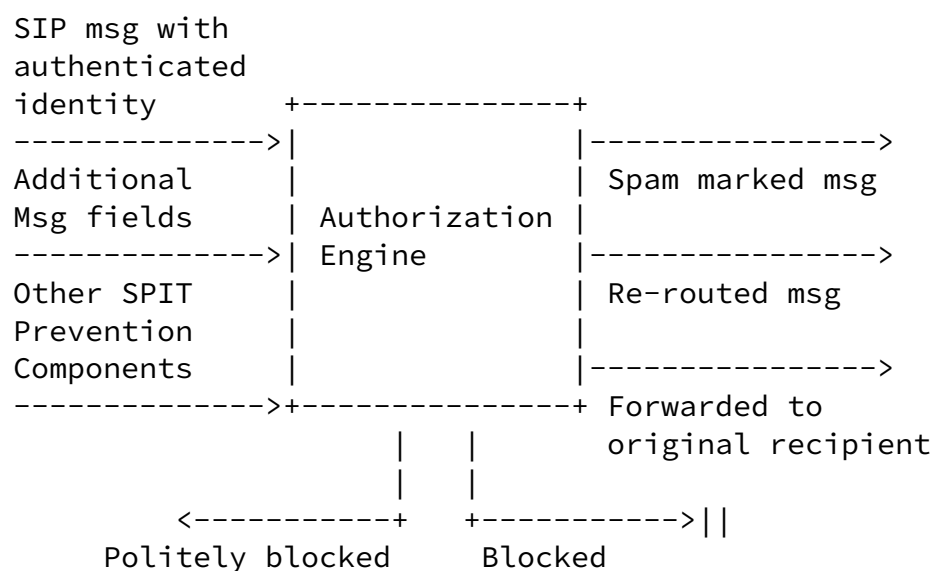 SIP msg with
authenticated
identity
Additional
Msg fields
Other SPIT
Prevention
Components
Authorization
Engine
Spam marked msg
Re-routed msg
Forwarded to
original recipient
Politely blocked
Blocked